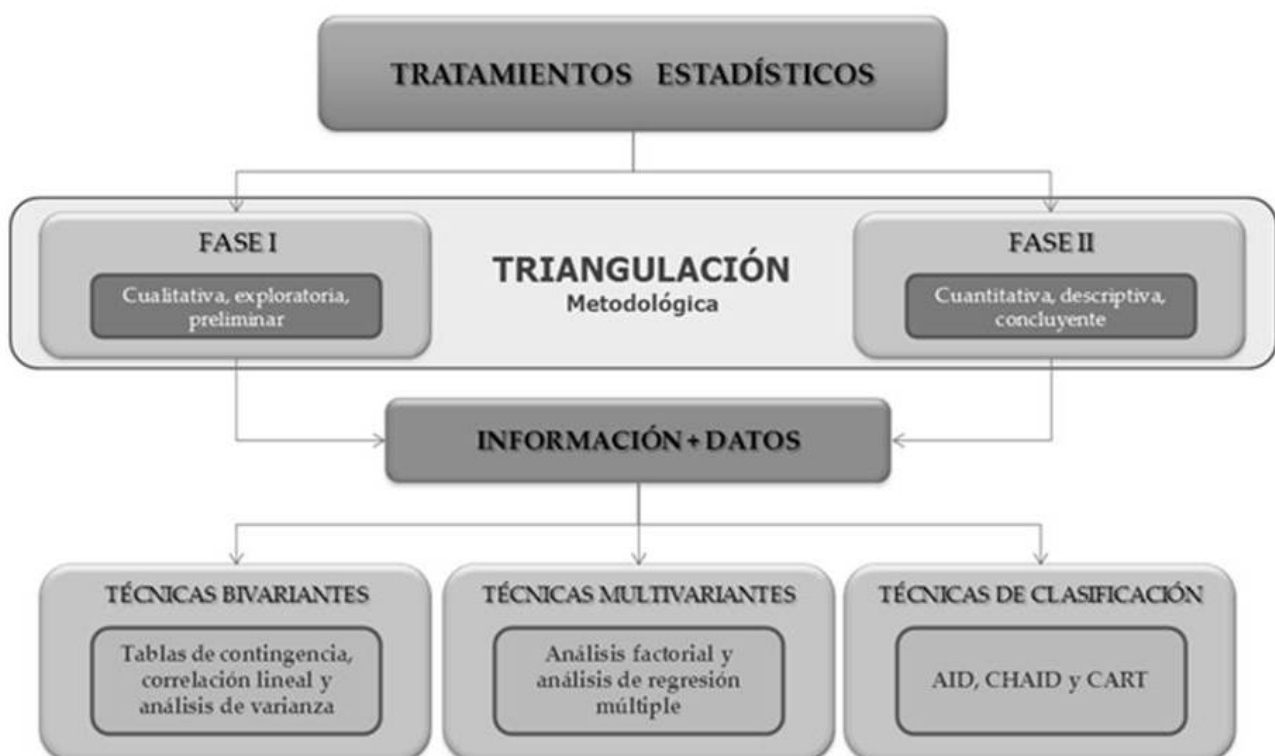 TRATAMIENTOS ESTADÍSTICOS
FASE I
Cualitativa, exploratoria,
preliminar
TRIANGULACIÓN
Metodológica
FASE II
Cuantitativa, descriptiva,
concluyente
INFORMACIÓN + DATOS
TÉCNICAS BIVARIANTES
Tablas de contingencia,
correlación lineal y
análisis de varianza
TÉCNICAS MULTIVARIANTES
Análisis factorial y
análisis de regresión
múltiple
TÉCNICAS DE CLASIFICACIÓN
AID, CHAID y CART